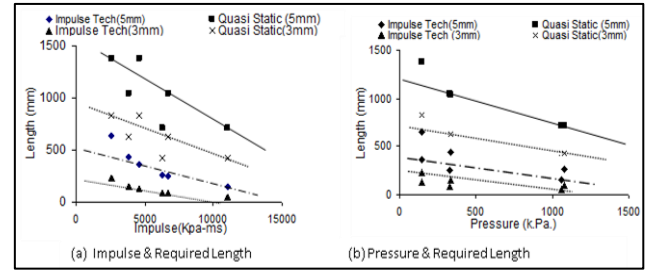 Impulse Tech(5mm) Quasi Static (5mm)
Impulse Tech(3mm) Quasi Static(3mm)
1500
1000
500
0
Length (mm)
0 5000 10000 15000
Impulse(Kpa-ms)
(a) Impulse & Required Length
Impulse Tech(5mm) Quasi Static (5mm)
Impulse Tech (3mm) Quasi Static(3mm)
1500
1000
500
0
Length (mm)
0 500 1000 1500
Pressure (k.Pa.)
(b) Pressure & Required Length